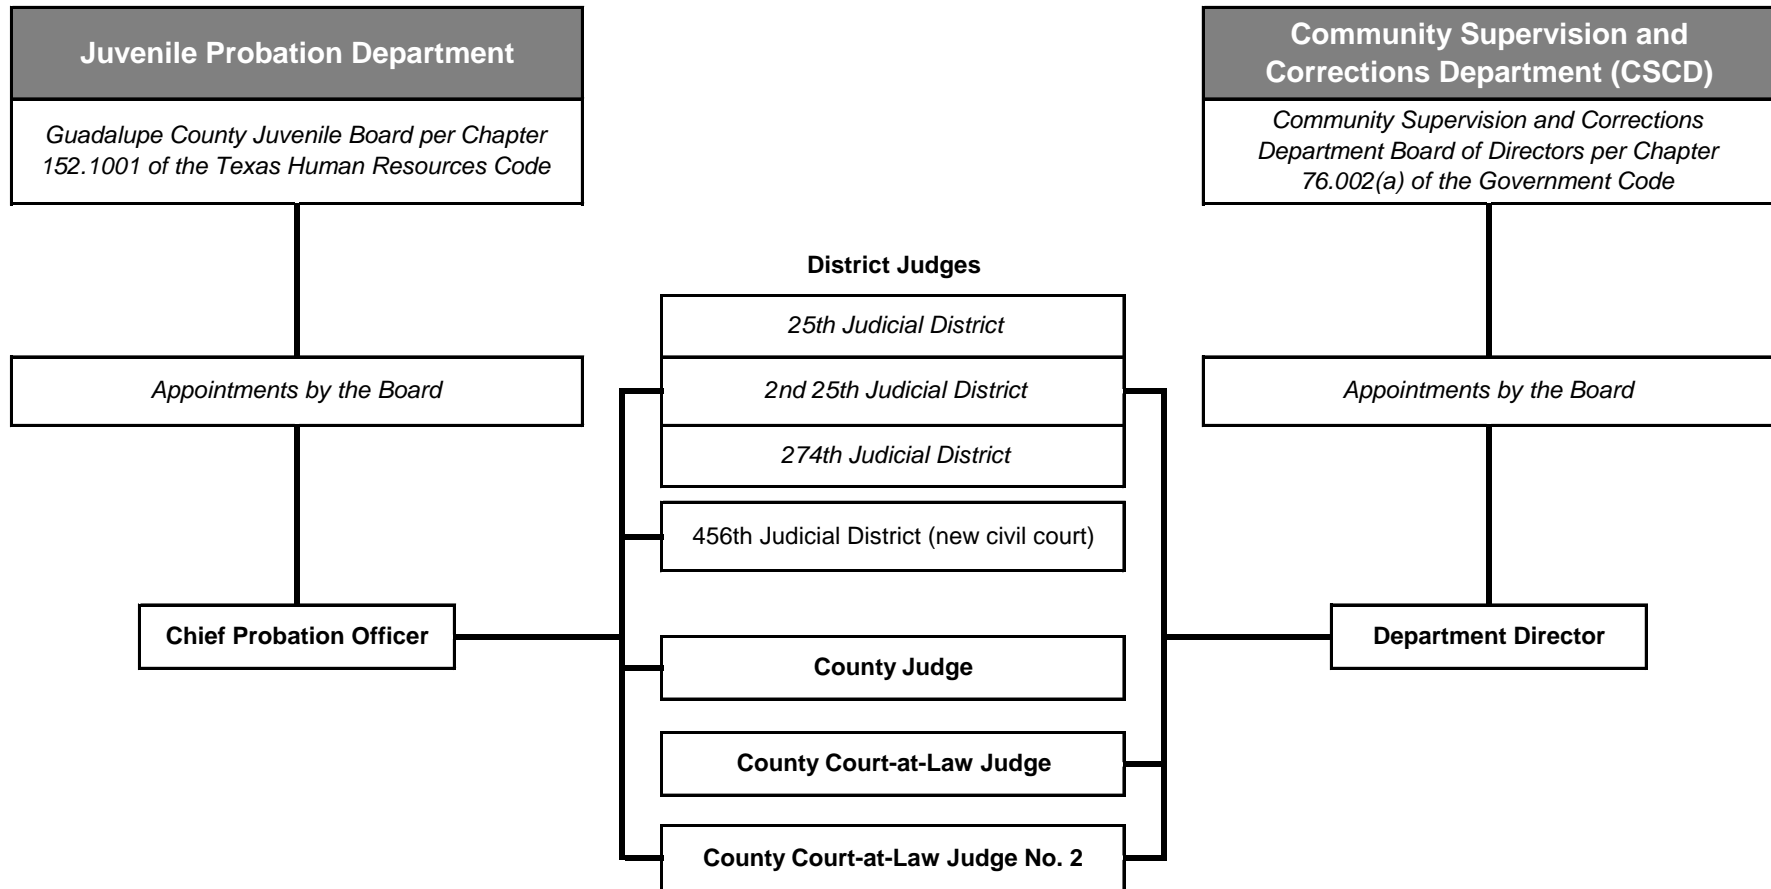 Juvenile Probation Department
Guadalupe County Juvenile Board per Chapter
152.1001 of the Texas Human Resources Code
Appointments by the Board
Chief Probation Officer
District Judges
25th Judicial District
2nd 25th Judicial District
274th Judicial District
456th Judicial District (new civil court)
County Judge
County Court-at-Law Judge
County Court-at-Law Judge No. 2
Community Supervision and
Corrections Department (CSCD)
Community Supervision and Corrections
Department Board of Directors per Chapter
76.002(a) of the Government Code
Appointments by the Board
Department Director